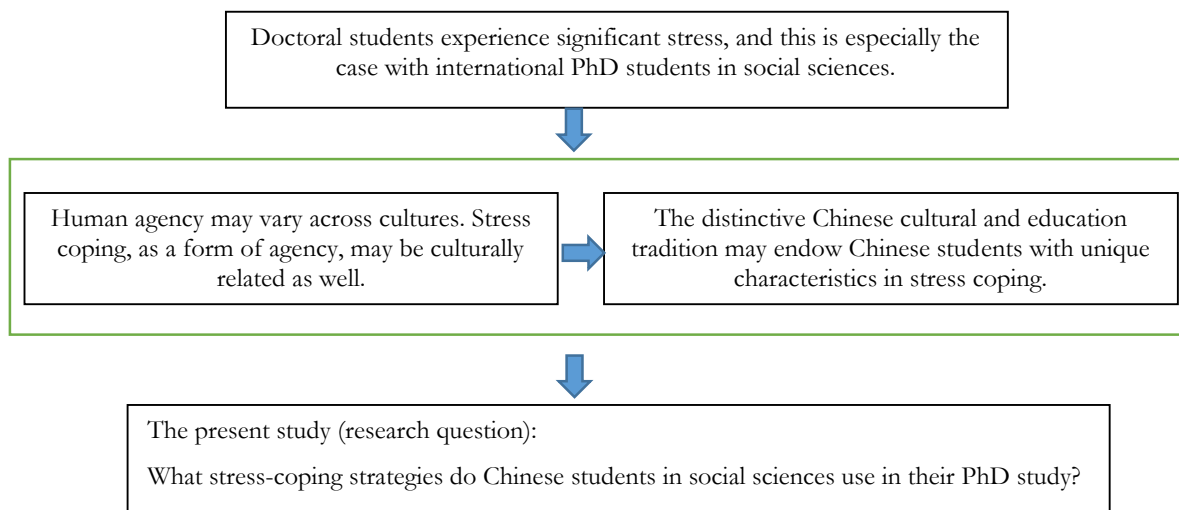 Doctoral students experience significant stress, and this is especially the
case with international PhD students in social sciences.
Human agency may vary across cultures. Stress
coping, as a form of agency, may be culturally
related as well.
The distinctive Chinese cultural and education
tradition may endow Chinese students with unique
characteristics in stress coping.
The present study (research question):
What stress-coping strategies do Chinese students in social sciences use in their PhD study?